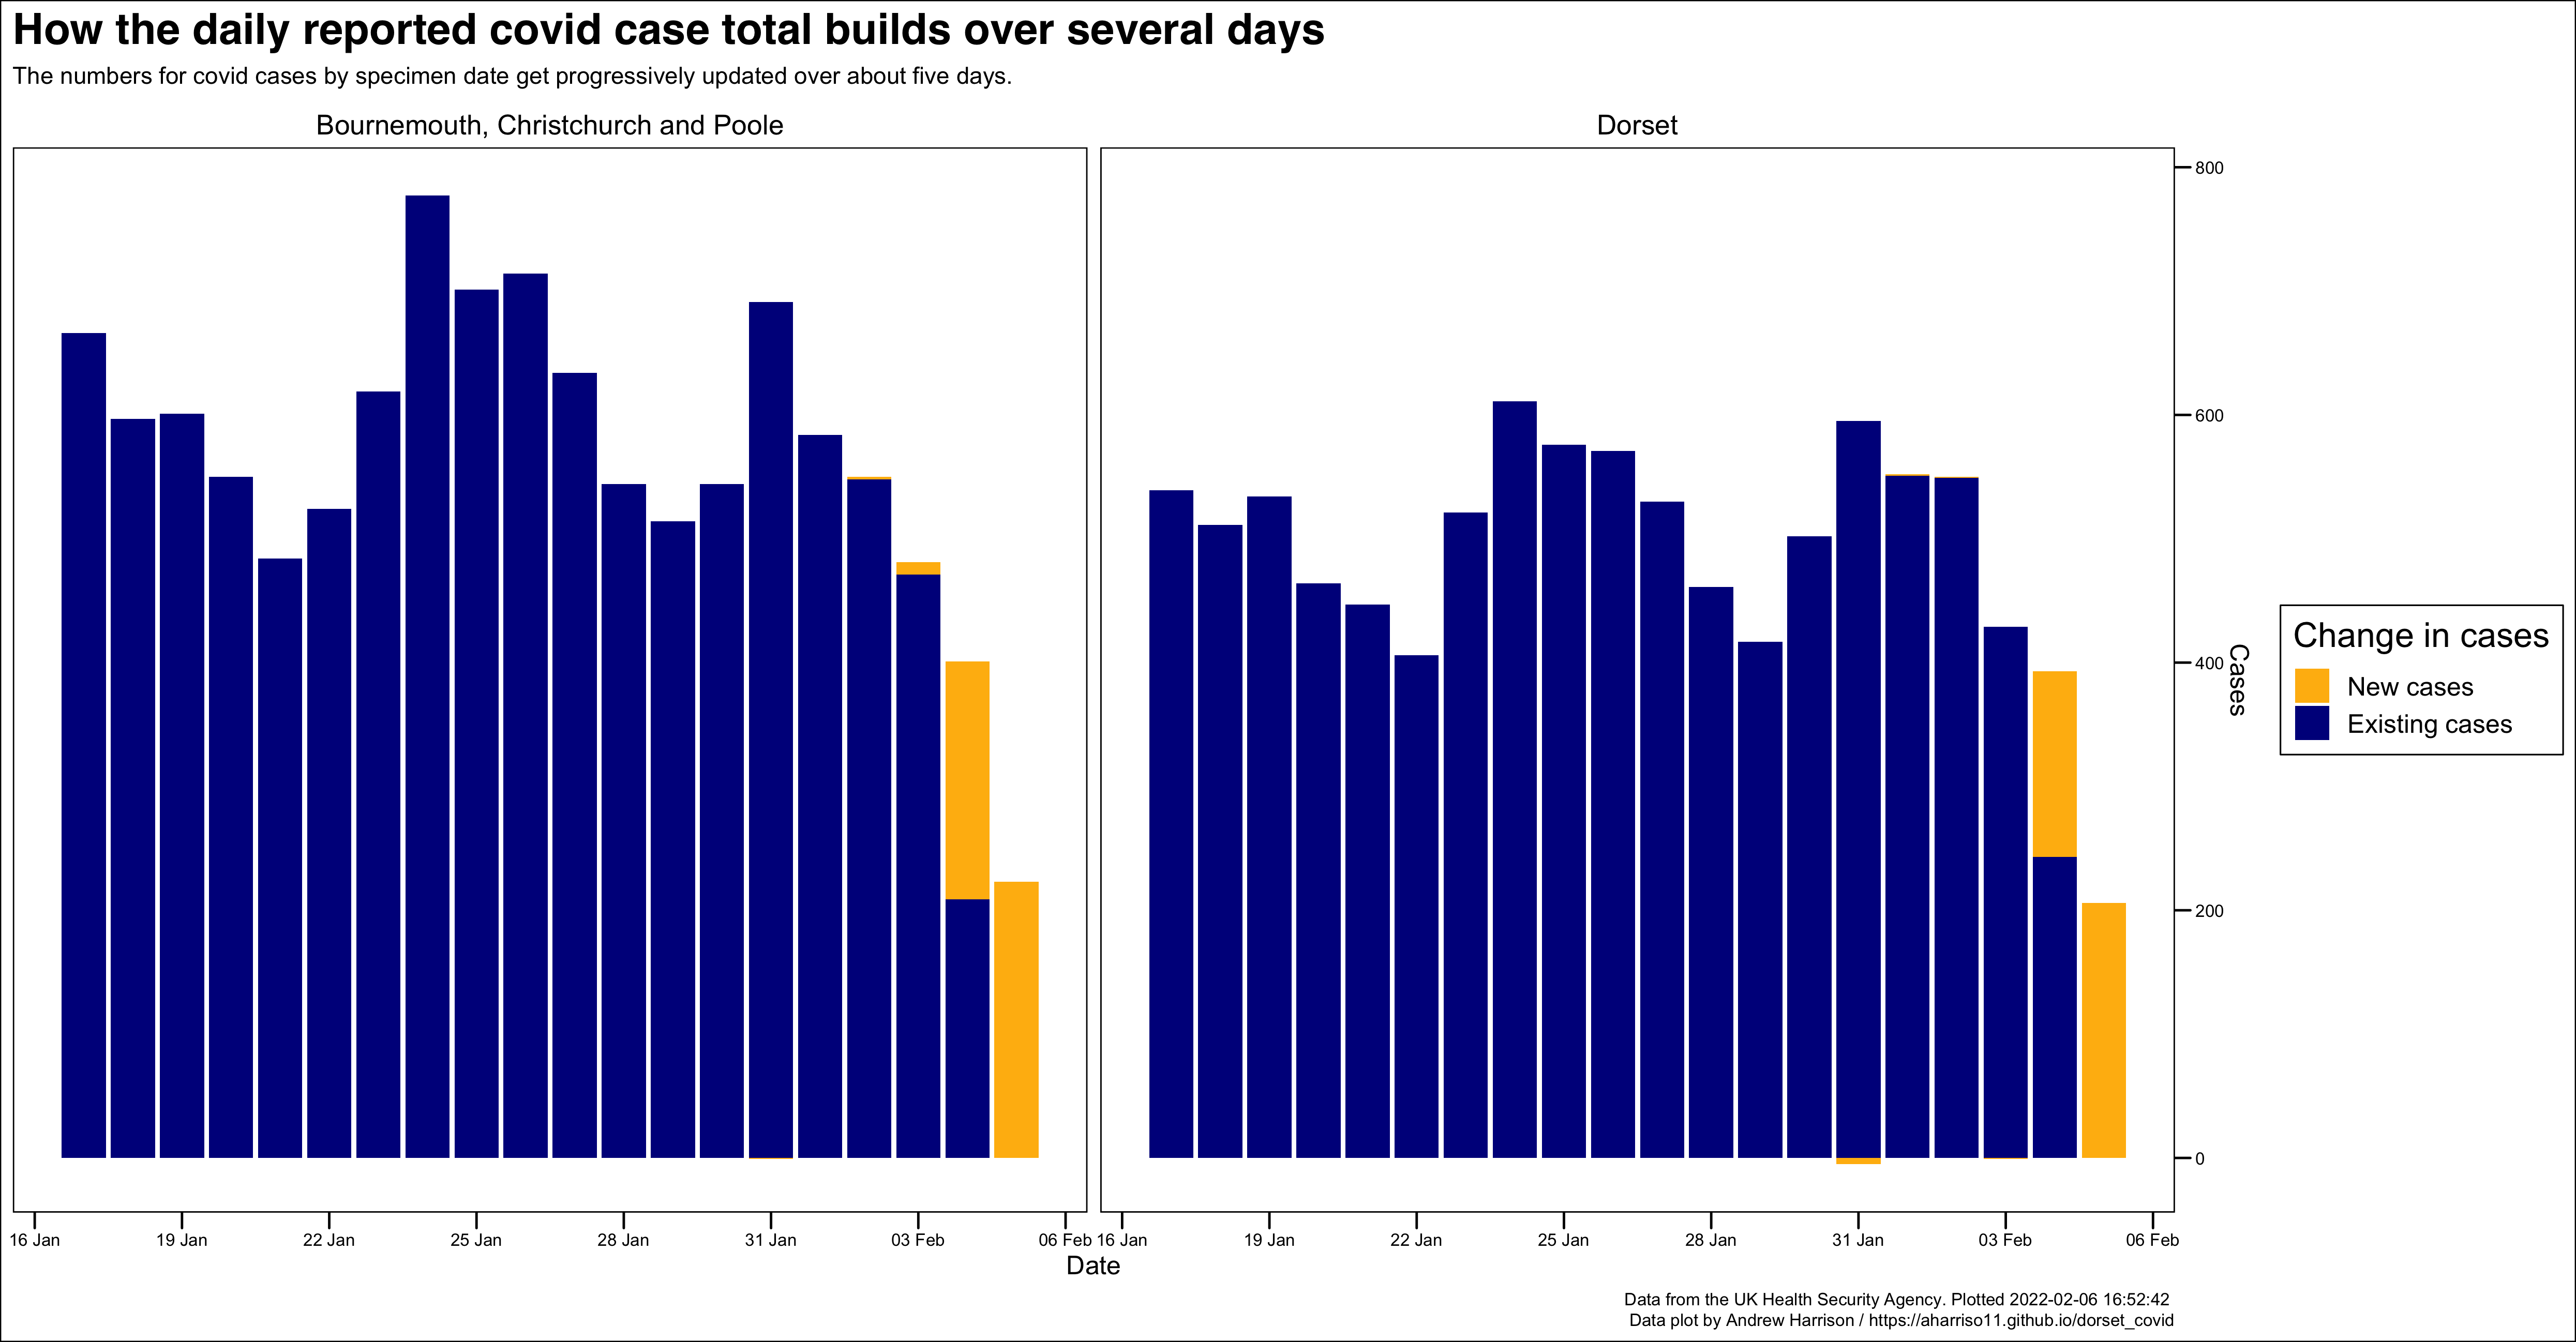 How the daily reported covid case total builds over several days
The numbers for covid cases by specimen date get progressively updated over about five days.
Bournemouth, Christchurch and Poole
Dorset
800
600
400
200
0
Cases
Change in cases
New cases
Existing cases
16 Jan 19 Jan 22 Jan 25 Jan 28 Jan 31 Jan 03 Feb 06 Feb 16 Jan 19 Jan 22 Jan 25 Jan 28 Jan 31 Jan 03 Feb 06 Feb
Date
Data from the UK Health Security Agency. Plotted 2022-02-06 16:52:42
Data plot by Andrew Harrison / https://aharriso11.github.io/dorset_covid